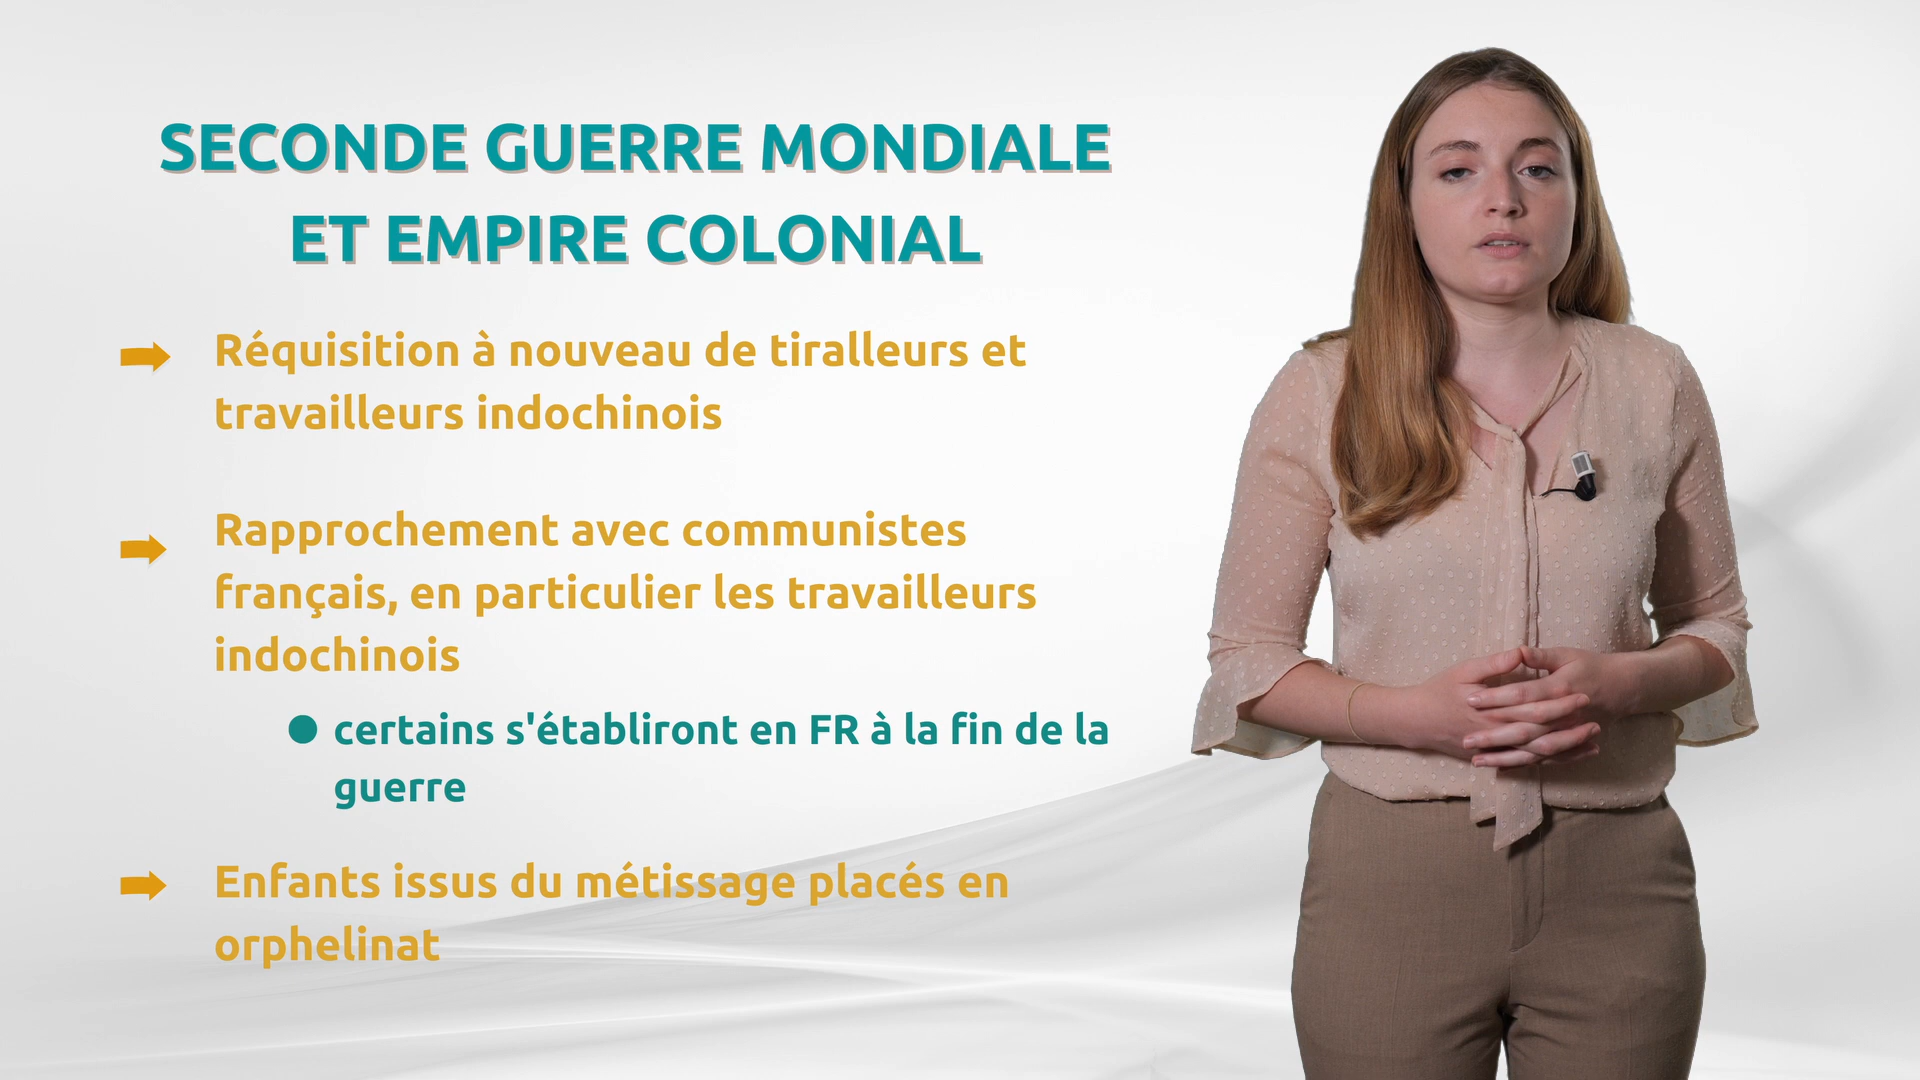 SECONDE GUERRE MONDIALE
ET EMPIRE COLONIAL
Réquisition à nouveau de tiralleurs et
travailleurs indochinois
Rapprochement avec communistes
français, en particulier les travailleurs
indochinois
certains s'établiront en FR à la fin de la
guerre
Enfants issus du métissage placés en
orphelinat